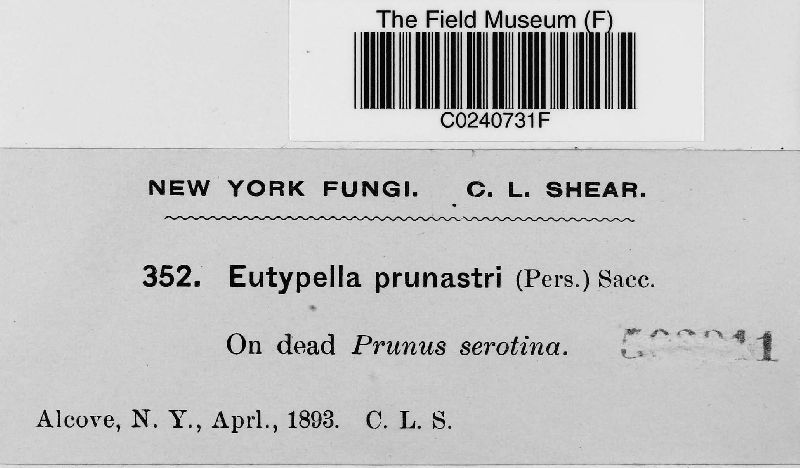 The Field Museum (F)
C0240731F
NEW YORK FUNGI. C. L. SHEAR.
352. Eutypella prunastri (Pers.) Sacc.
On dead Prunus serotina.
Alcove, N. Y., Aprl., 1893. C. L. S.